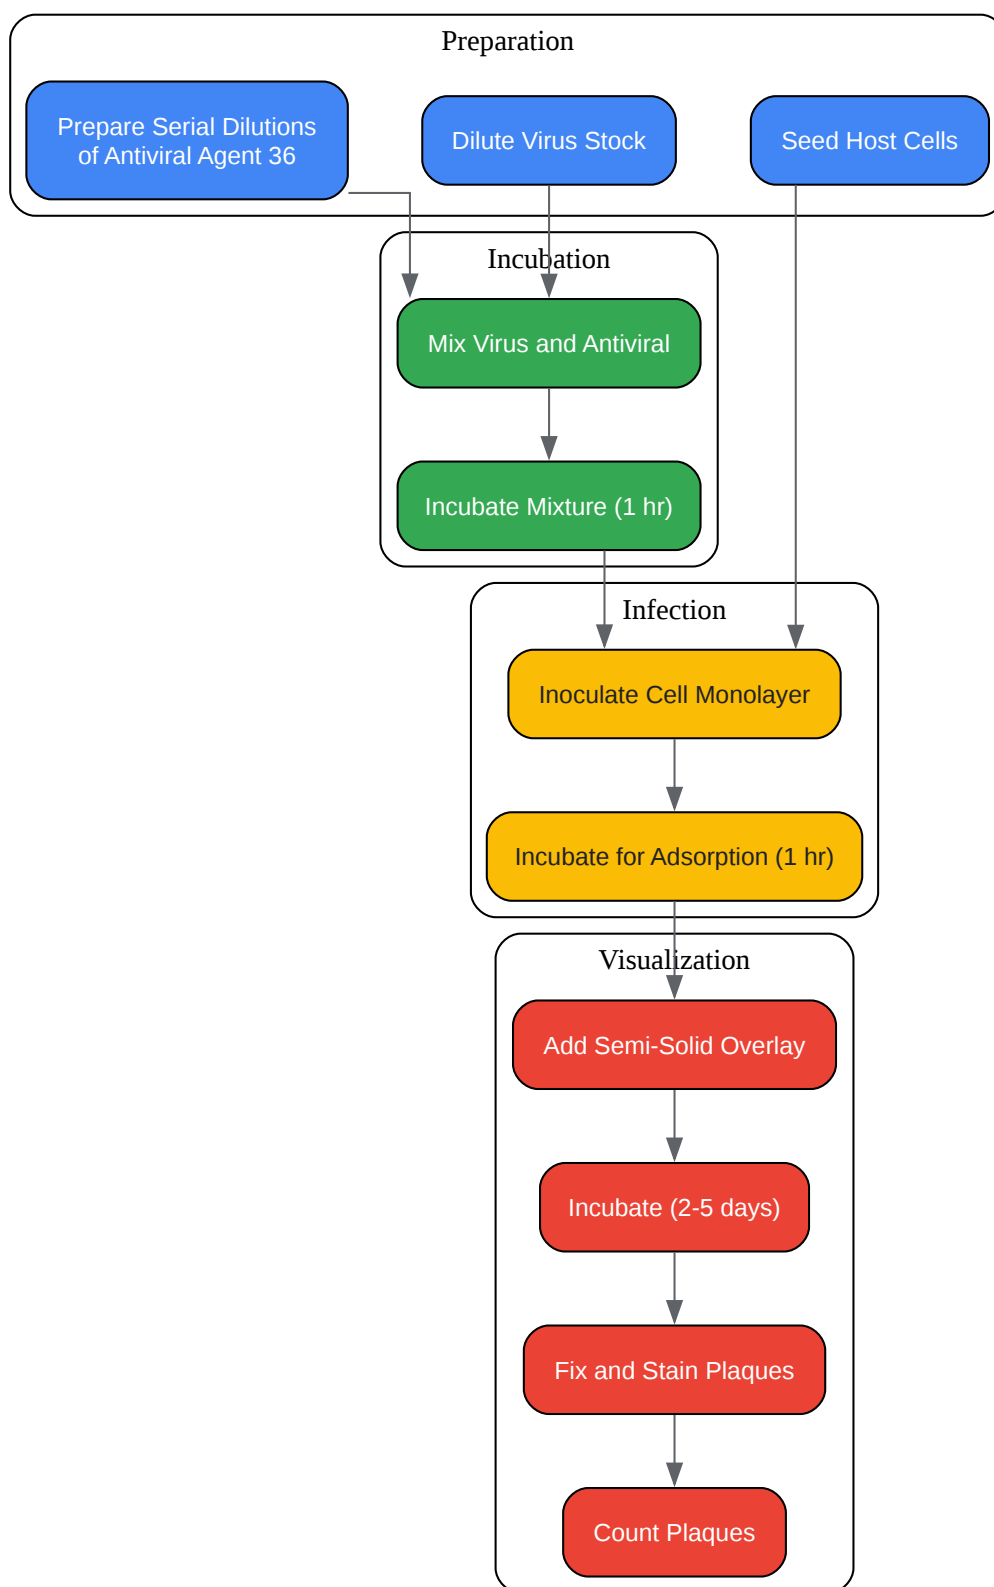 Preparation
Prepare Serial Dilutions
of Antiviral Agent 36
Dilute Virus Stock
Seed Host Cells
Incubation
Mix Virus and Antiviral
Incubate Mixture (1 hr)
Infection
Inoculate Cell Monolayer
Incubate for Adsorption (1 hr)
Visualization
Add Semi-Solid Overlay
Incubate (2-5 days)
Fix and Stain Plaques
Count Plaques